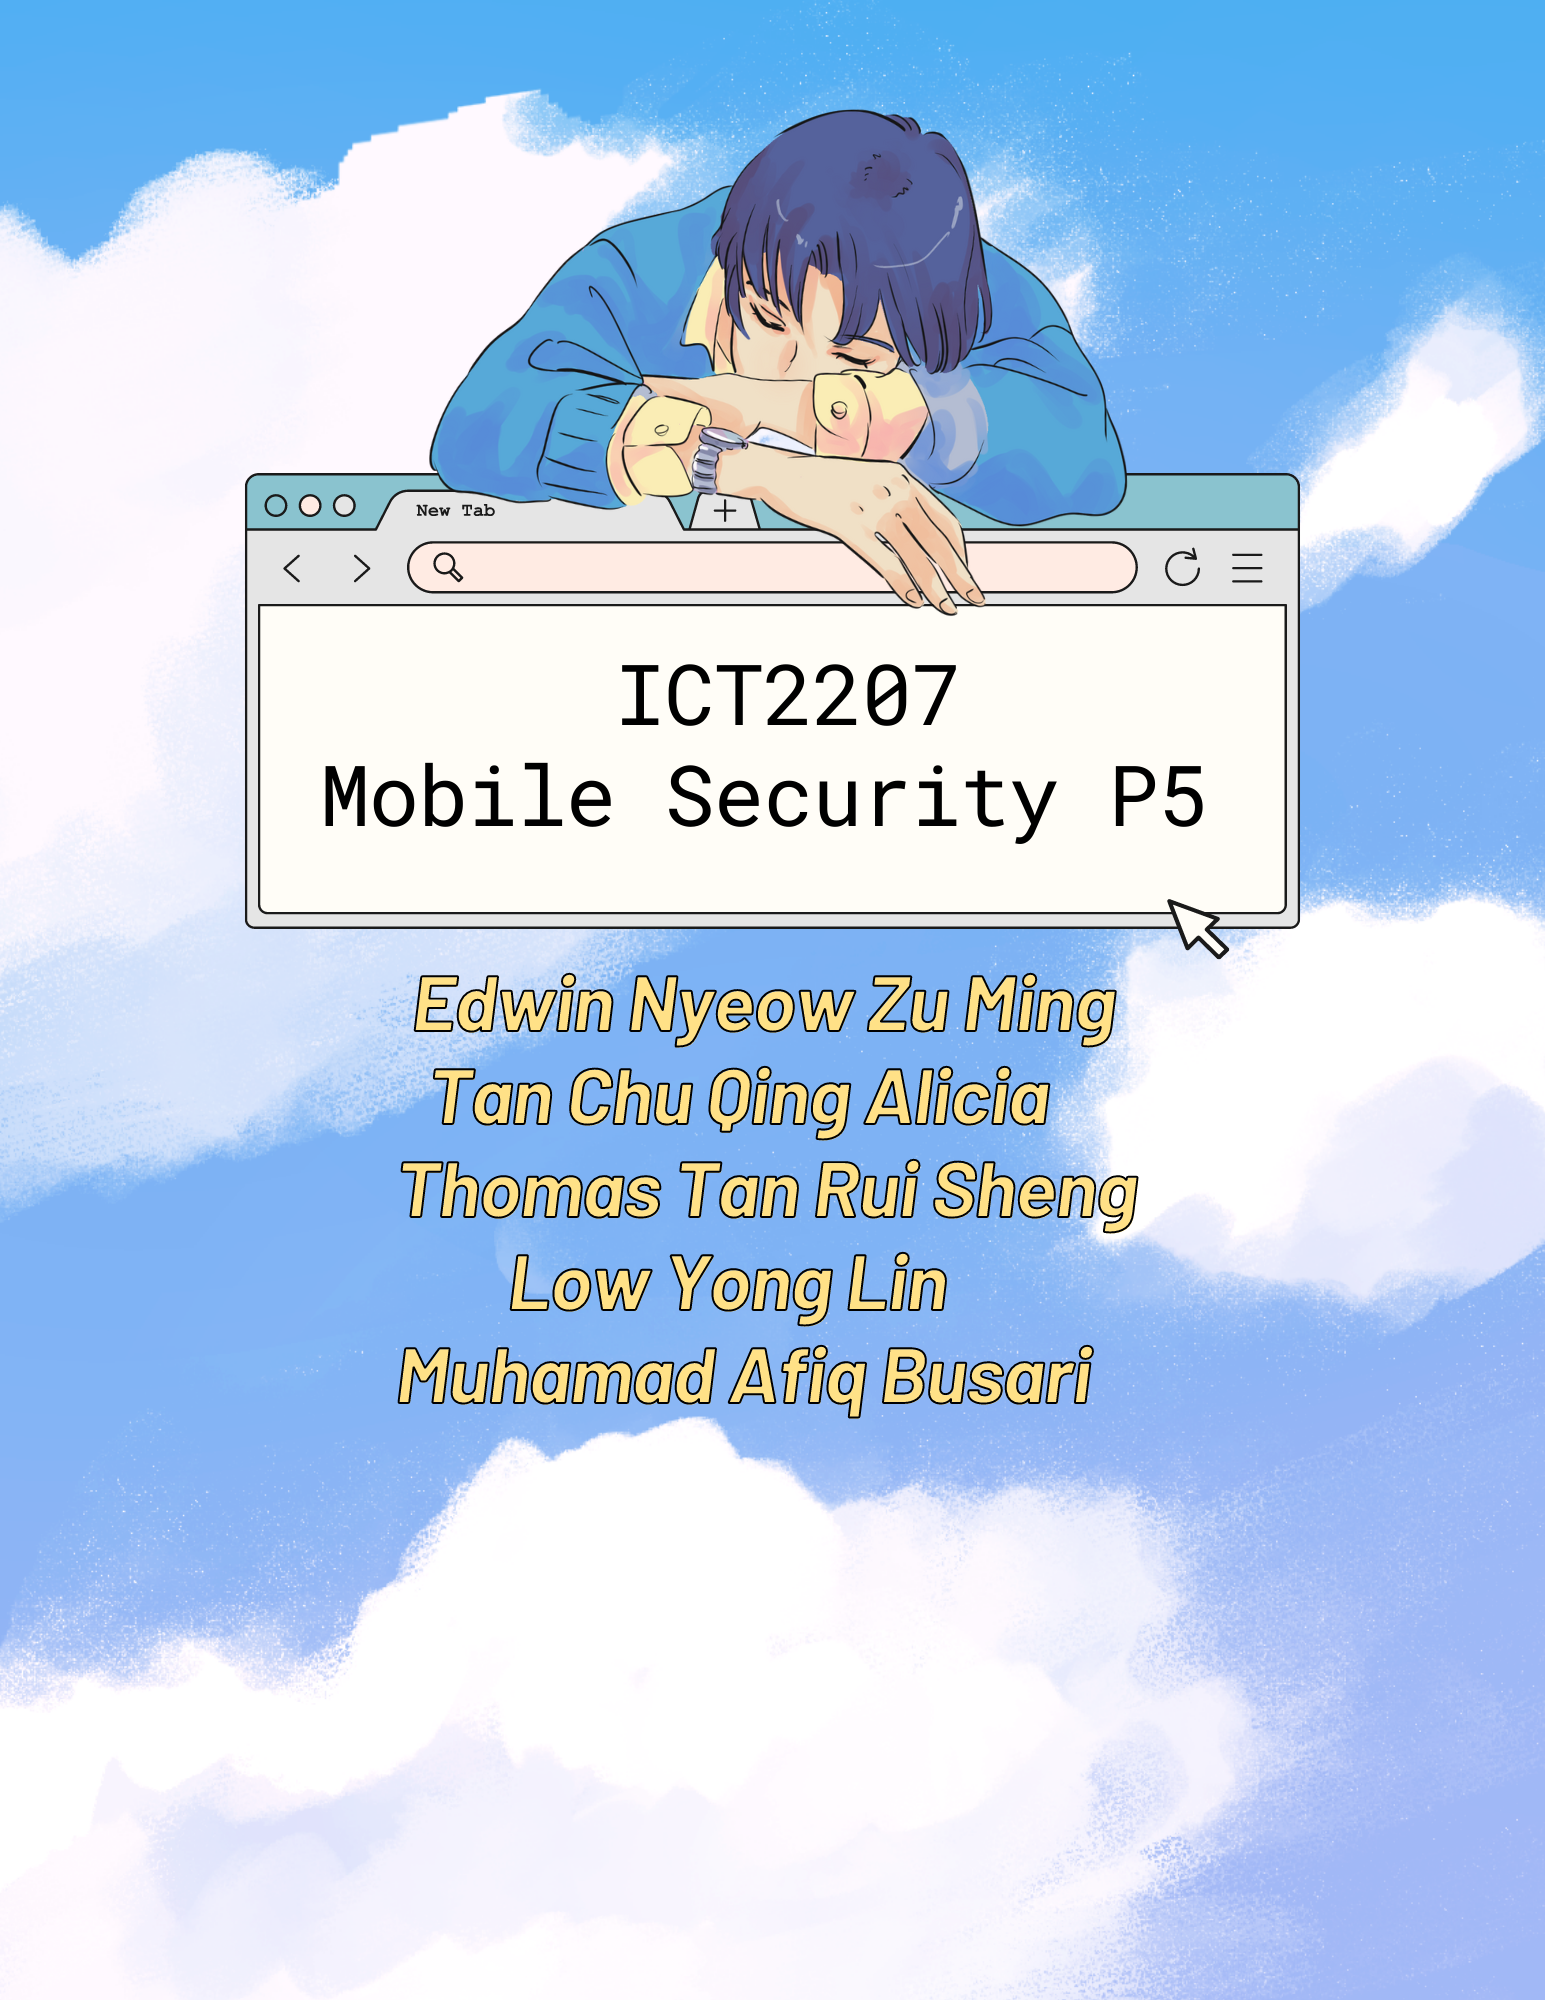 New Tab
ICT2207
Mobile Security P5
Edwin Nyeow Zu Ming
Tan Chu Qing Alicia
Thomas Tan Rui Sheng
Low Yong Lin
Muhamad Afiq Busari